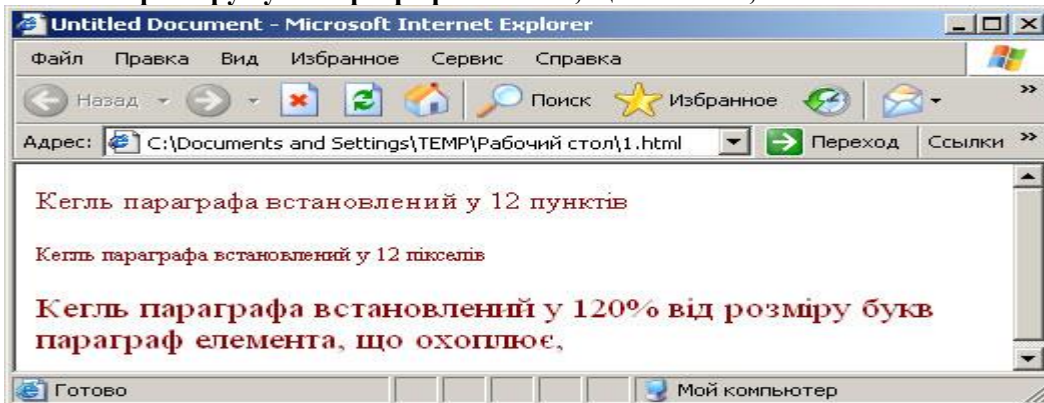 Untitled Document - Microsoft Internet Explorer
Файл Правка Вид Избранное Сервис Справка
Назад Поиск Избранное »
Адрес: C:\Documents and Settings\TEMP\Рабочий стол\1.html Переход Ссылки »
Кегль параграфа встановлений у 12 пунктів
Кегль параграфа встановлений у 12 пікселів
Кегль параграфа встановлений у 120% від розміру букв
параграф елемента, що охоплює,
Готово Мой компьютер